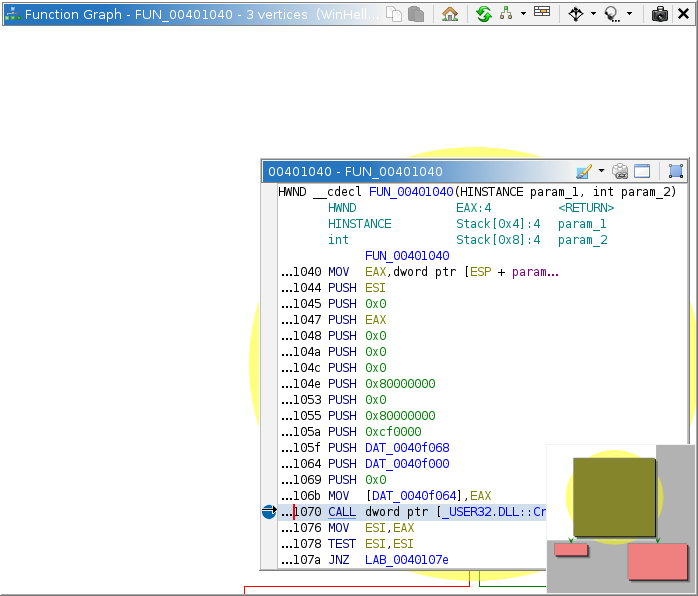 Function Graph - FUN_00401040 - 3 vertices  (WinHell...
00401040 - FUN_00401040
HWND __cdecl FUN_00401040(HINSTANCE param_1, int param_2)
HWND EAX:4 <RETURN>
HINSTANCE Stack[0x4]:4 param_1
int Stack[0x8]:4 param_2
FUN_00401040
...1040 MOV EAX,dword ptr [ESP + param...
...1044 PUSH ESI
...1045 PUSH 0x0
...1047 PUSH EAX
...1048 PUSH 0x0
...104a PUSH 0x0
...104c PUSH 0x0
...104e PUSH 0x80000000
...1053 PUSH 0x0
...1055 PUSH 0x80000000
...105a PUSH 0xcf0000
...105f PUSH DAT_0040f068
...1064 PUSH DAT_0040f000
...1069 PUSH 0x0
...106b MOV [DAT_0040f064],EAX
...1070 CALL dword ptr [_USER32.DLL::Cr
...1076 MOV ESI,EAX
...1078 TEST ESI,ESI
...107a JNZ LAB_0040107e